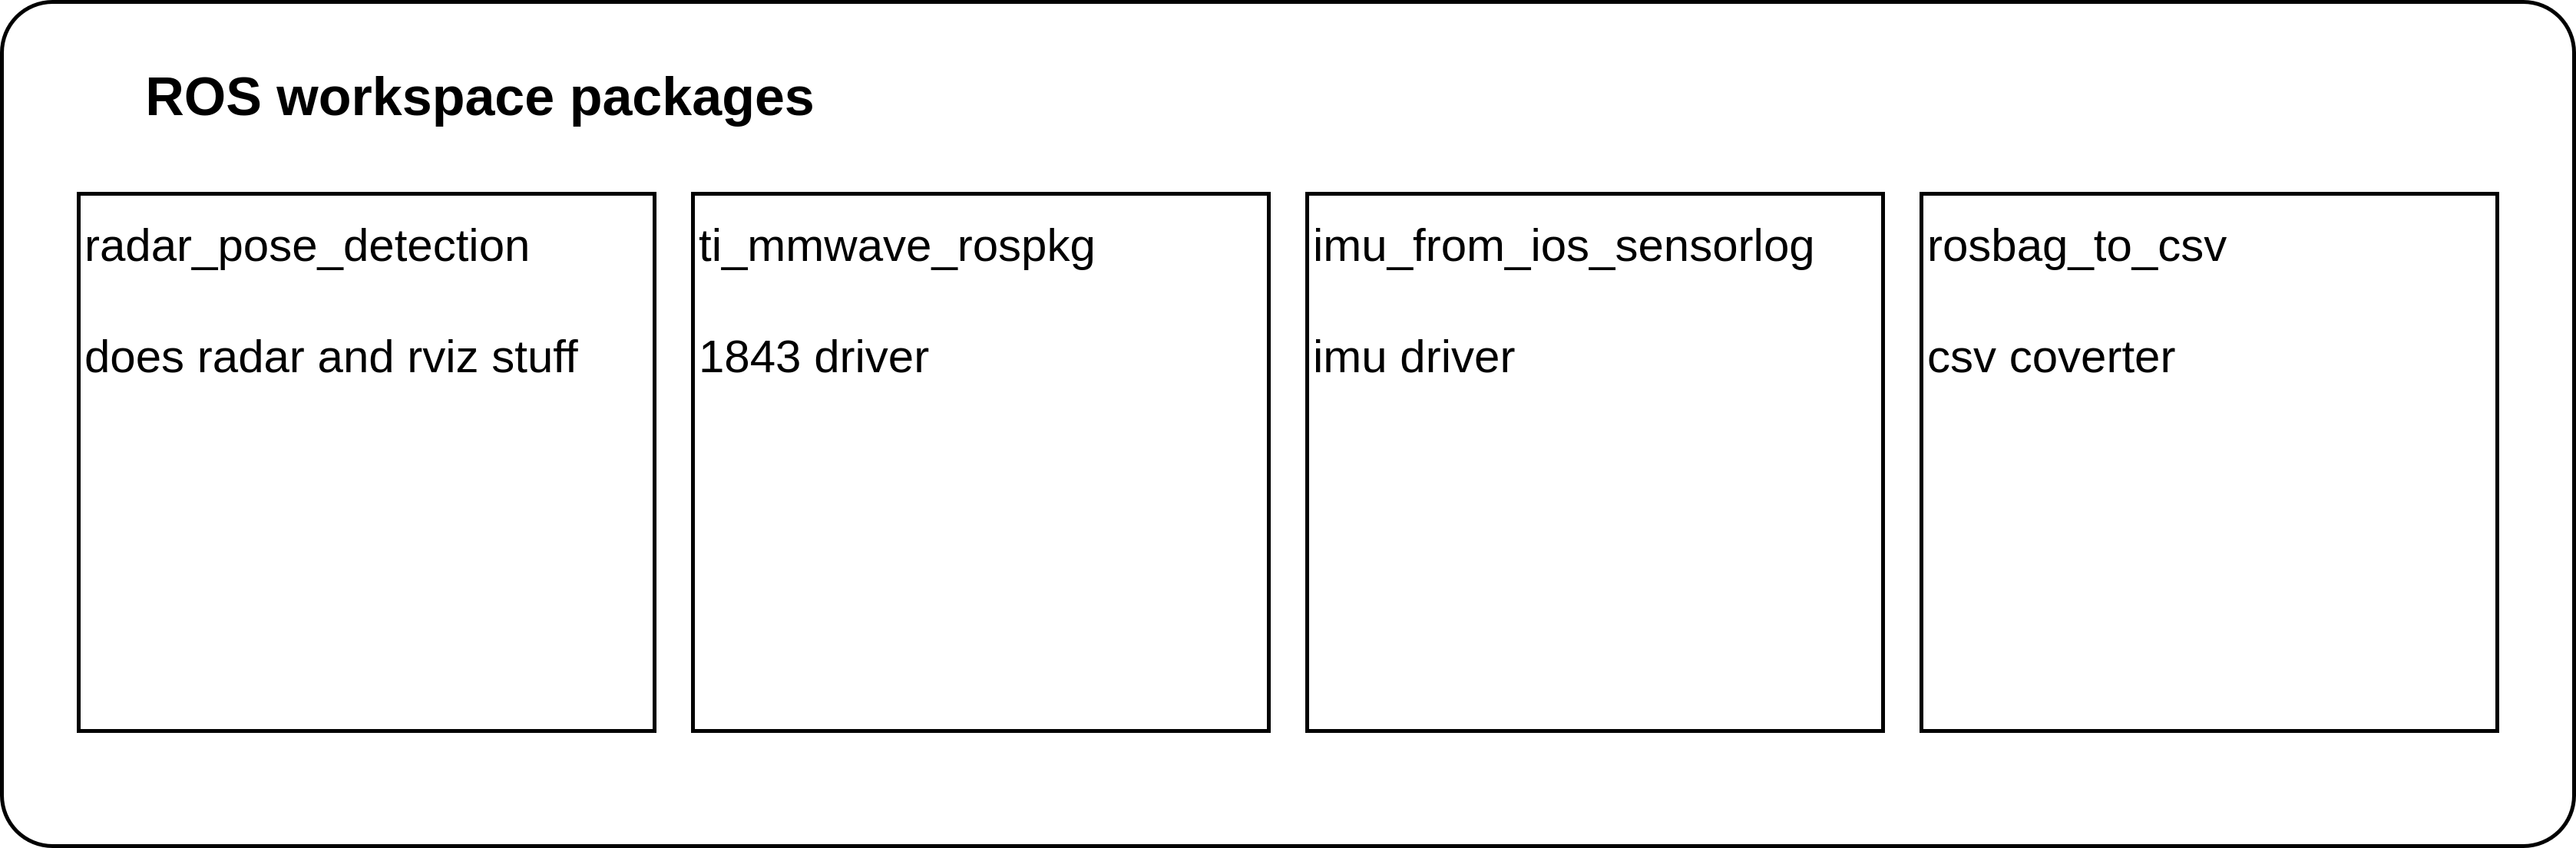 ROS workspace packages
radar_pose_detection
does radar and rviz stuff
ti_mmwave_rospkg
1843 driver
imu_from_ios_sensorlog
imu driver
rosbag_to_csv
csv coverter